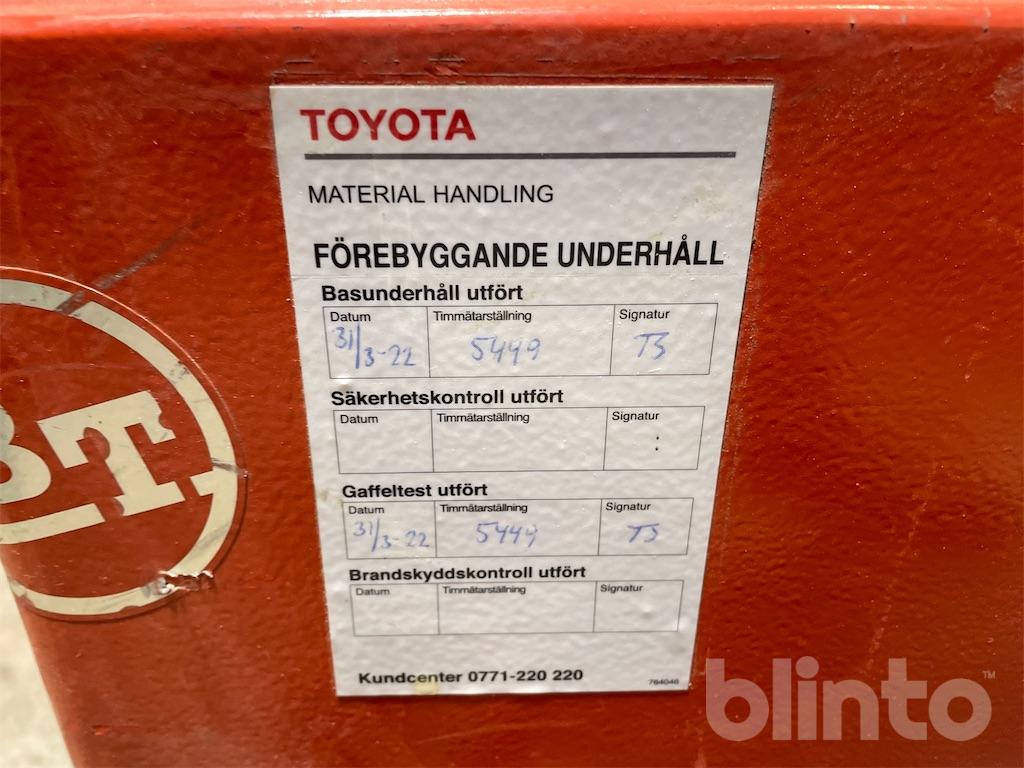 TOYOTA
MATERIAL HANDLING
FÖREBYGGANDE UNDERHÅLL
Basunderhåll utfört
Datum Timmätarställning Signatur
31/3-22 5449 TS
Säkerhetskontroll utfört
Datum Timmätarställning Signatur
Gaffeltest utfört
Datum Timmätarställning Signatur
31/3-22 5449 TS
Brandskyddskontroll utfört
Datum Timmätarställning Signatur
Kundcenter 0771-220 220
764046
BT
blinto™